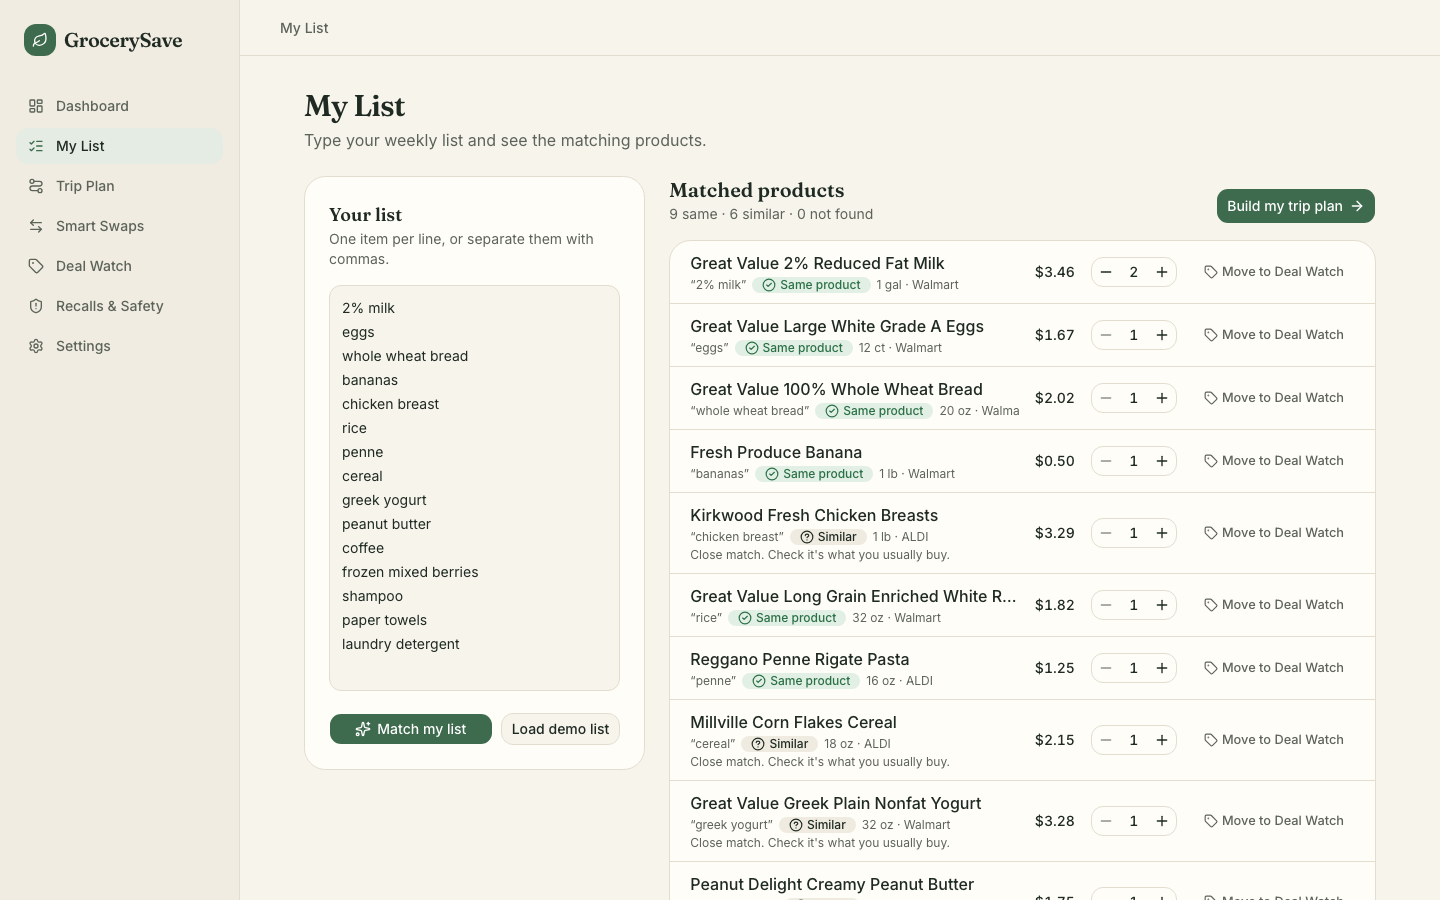 GrocerySave
Dashboard
My List
Trip Plan
Smart Swaps
Deal Watch
Recalls & Safety
Settings
My List
My List
Type your weekly list and see the matching products.
Your list
One item per line, or separate them with
commas.
2% milk
eggs
whole wheat bread
bananas
chicken breast
rice
penne
cereal
greek yogurt
peanut butter
coffee
frozen mixed berries
shampoo
paper towels
laundry detergent
Match my list
Load demo list
Matched products
9 same · 6 similar · 0 not found
Build my trip plan
Great Value 2% Reduced Fat Milk
“2% milk” Same product 1 gal · Walmart
$3.46 2 Move to Deal Watch
Great Value Large White Grade A Eggs
“eggs” Same product 12 ct · Walmart
$1.67 1 Move to Deal Watch
Great Value 100% Whole Wheat Bread
“whole wheat bread” Same product 20 oz · Walma
$2.02 1 Move to Deal Watch
Fresh Produce Banana
“bananas” Same product 1 lb · Walmart
$0.50 1 Move to Deal Watch
Kirkwood Fresh Chicken Breasts
“chicken breast” Similar 1 lb · ALDI
Close match. Check it's what you usually buy.
$3.29 1 Move to Deal Watch
Great Value Long Grain Enriched White R...
“rice” Same product 32 oz · Walmart
$1.82 1 Move to Deal Watch
Reggano Penne Rigate Pasta
“penne” Same product 16 oz · ALDI
$1.25 1 Move to Deal Watch
Millville Corn Flakes Cereal
“cereal” Similar 18 oz · ALDI
Close match. Check it's what you usually buy.
$2.15 1 Move to Deal Watch
Great Value Greek Plain Nonfat Yogurt
“greek yogurt” Similar 32 oz · Walmart
Close match. Check it's what you usually buy.
$3.28 1 Move to Deal Watch
Peanut Delight Creamy Peanut Butter